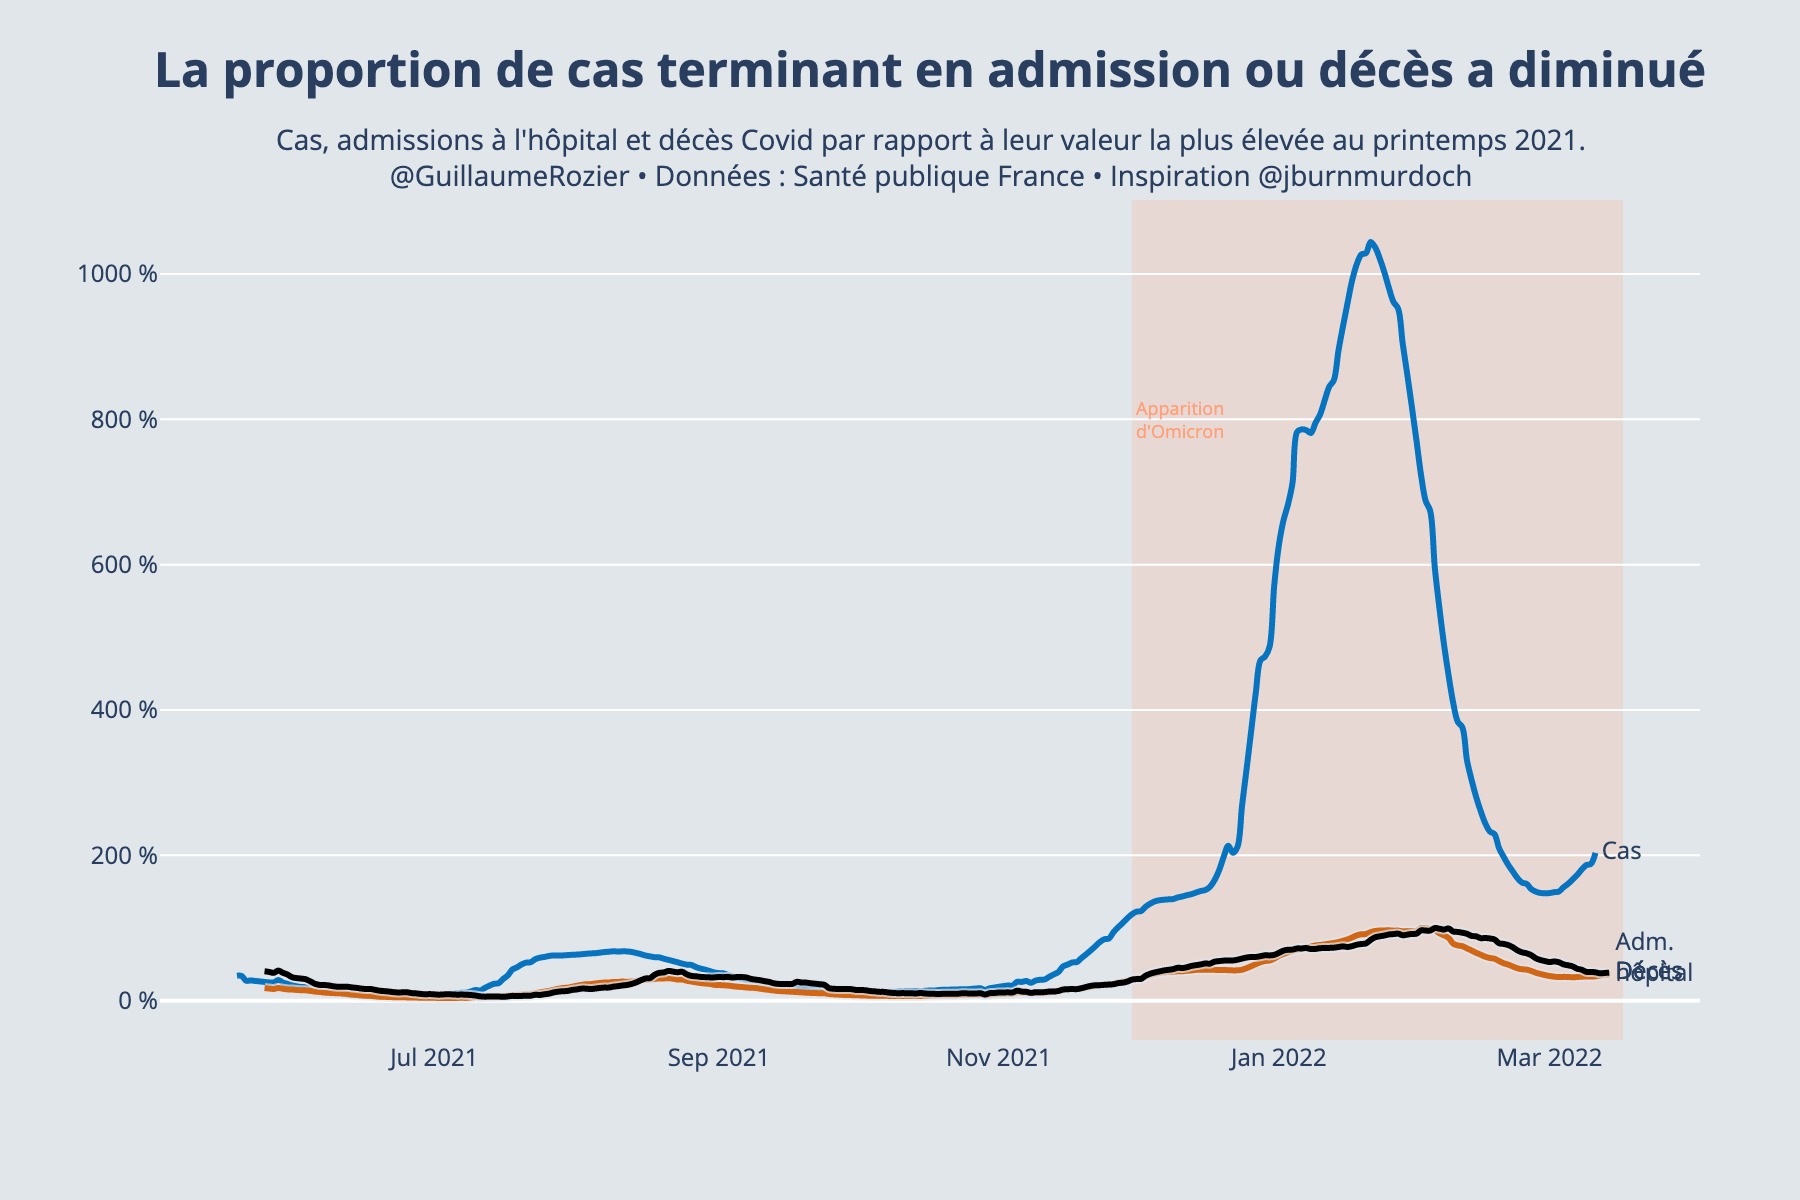 La proportion de cas terminant en admission ou décès a diminué
Cas, admissions à l'hôpital et décès Covid par rapport à leur valeur la plus élevée au printemps 2021.
@GuillaumeRozier • Données : Santé publique France • Inspiration @jburnmurdoch
1000 %
800 %
Apparition
d'Omicron
600 %
400 %
200 %
Cas
Adm.
Décès
hôpital
0 %
Jul 2021
Sep 2021
Nov 2021
Jan 2022
Mar 2022